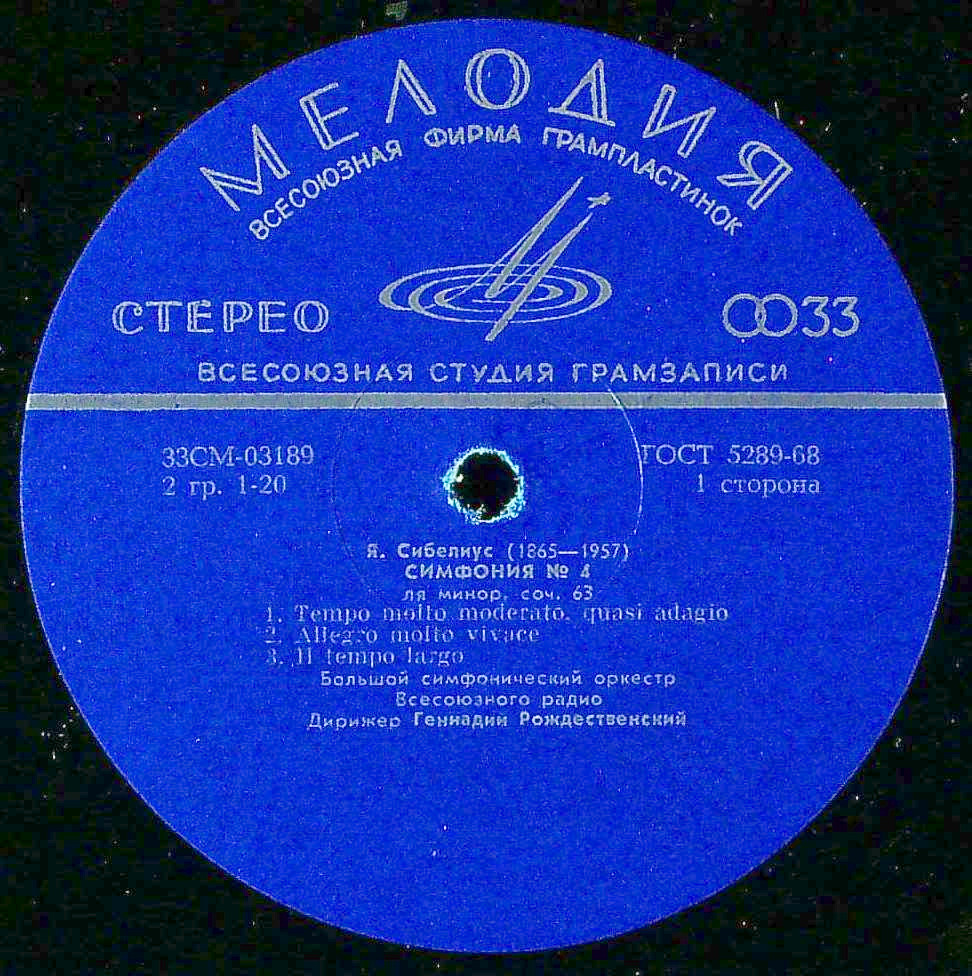 МЕЛОДИЯ
ВСЕСОЮЗНАЯ ФИРМА ГРАМПЛАСТИНОК
СТЕРЕО
33
ВСЕСОЮЗНАЯ СТУДИЯ ГРАМЗАПИСИ
33СМ-03189
ГОСТ 5289-68
2 гр. 1-20
1 сторона
Я. Сибелиус (1865—1957)
СИМФОНИЯ № 4
ля минор, соч. 63
1. Tempo molto moderato, quasi adagio
2. Allegro molto vivace
3. Il tempo largo
Большой симфонический оркестр
Всесоюзного радио
Дирижер Геннадий Рождественский